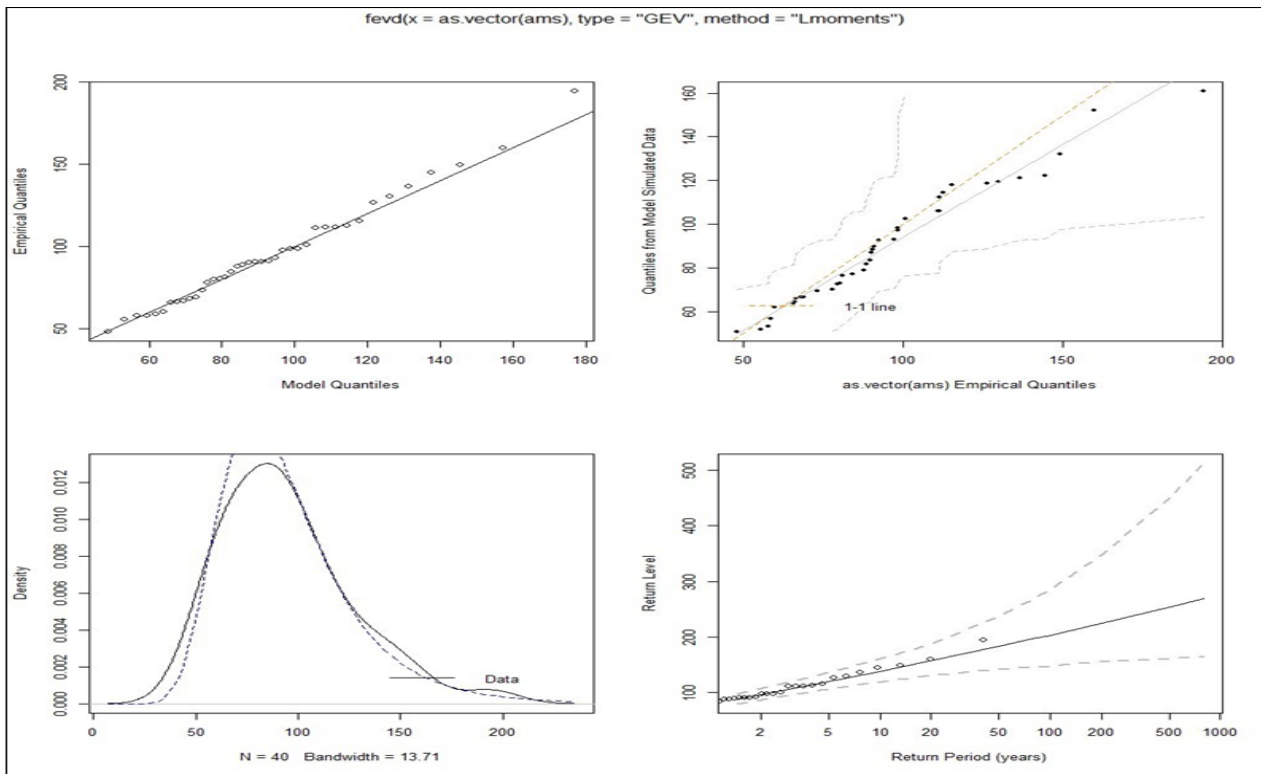 fevd(x = as.vector(ams), type = "GEV", method = "Lmoments")
200
150
100
50
Empirical Quantiles
60 80 100 120 140 160 180
Model Quantiles
160
140
120
100
80
60
Quantiles from Model Simulated Data
1-1 line
50 100 150 200
as.vector(ams) Empirical Quantiles
0.012
0.010
0.008
0.006
0.004
0.002
0.000
Density
Data
0 50 100 150 200
N = 40 Bandwidth = 13.71
500
400
300
200
100
Return Level
2 5 10 20 50 100 200 500 1000
Return Period (years)